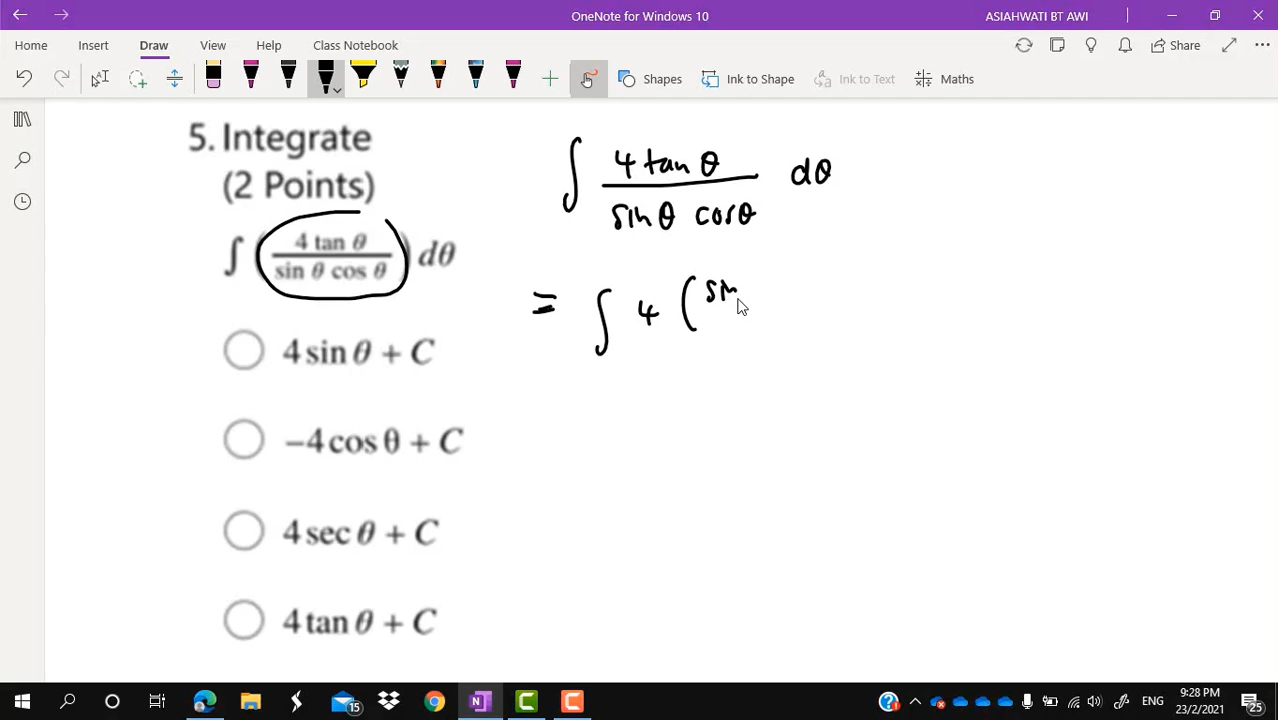 OneNote for Windows 10
ASIAHWATI BT AWI
Home Insert Draw View Help Class Notebook
Share
Shapes Ink to Shape Ink to Text Maths
5. Integrate
(2 Points)
∫ (4 tan θ / sin θ cos θ) dθ
4 sin θ + C
−4 cos θ + C
4 sec θ + C
4 tan θ + C
∫ 4 tan θ / sin θ cos θ dθ
= ∫ 4 ( sin
15
ENG
9:28 PM
23/2/2021
25